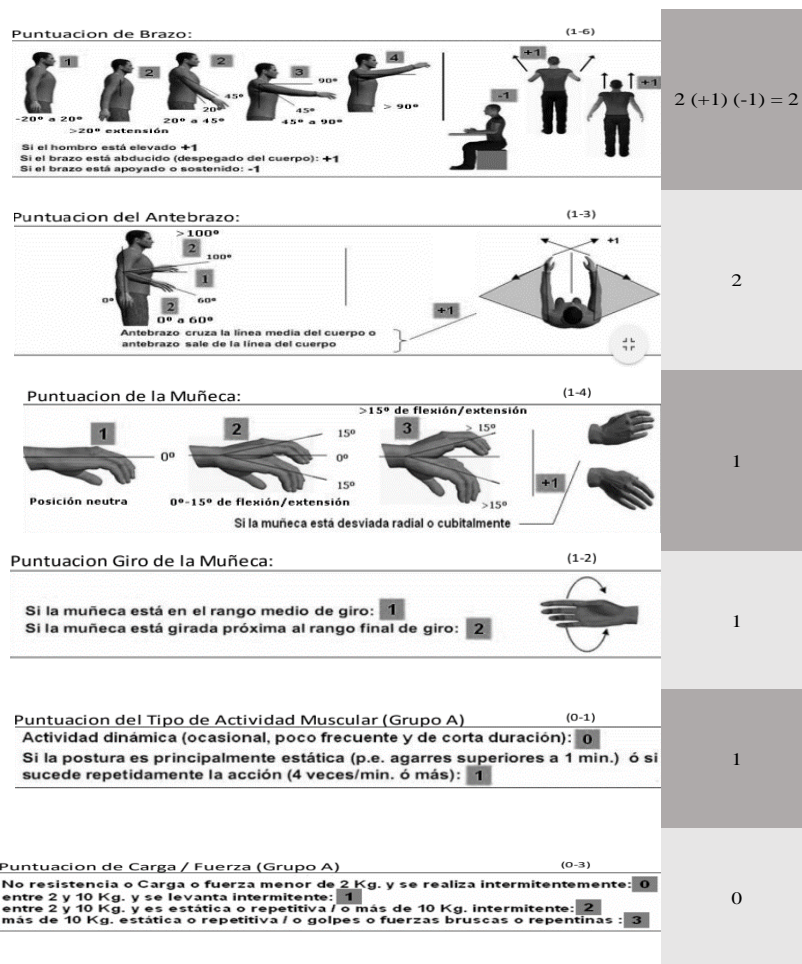 Puntuacion de Brazo: (1-6)
1 2 2 3 4
90º
45º
20º
45º
-20º a 20º
>20º extensión
20º a 45º
45º a 90º
> 90º
-1
+1
+1
Si el hombro está elevado +1
Si el brazo está abducido (despegado del cuerpo): +1
Si el brazo está apoyado o sostenido: -1
2 (+1) (-1) = 2
Puntuacion del Antebrazo: (1-3)
>100º
2
100º
1
0º
60º
2
0º a 60º
+1
+1
Antebrazo cruza la línea media del cuerpo o
antebrazo sale de la línea del cuerpo
2
Puntuacion de la Muñeca: (1-4)
1
0º
Posición neutra
2
15º
0º
15º
0º-15º de flexión/extensión
>15º de flexión/extensión
3
> 15º
>15º
+1
Si la muñeca está desviada radial o cubitalmente
1
Puntuacion Giro de la Muñeca: (1-2)
Si la muñeca está en el rango medio de giro: 1
Si la muñeca está girada próxima al rango final de giro: 2
1
Puntuacion del Tipo de Actividad Muscular (Grupo A) (0-1)
Actividad dinámica (ocasional, poco frecuente y de corta duración): 0
Si la postura es principalmente estática (p.e. agarres superiores a 1 min.) ó si
sucede repetidamente la acción (4 veces/min. ó más): 1
1
Puntuacion de Carga / Fuerza (Grupo A) (0-3)
No resistencia o Carga o fuerza menor de 2 Kg. y se realiza intermitentemente: 0
entre 2 y 10 Kg. y se levanta intermitente: 1
entre 2 y 10 Kg. y es estática o repetitiva / o más de 10 Kg. intermitente: 2
más de 10 Kg. estática o repetitiva / o golpes o fuerzas bruscas o repentinas : 3
0